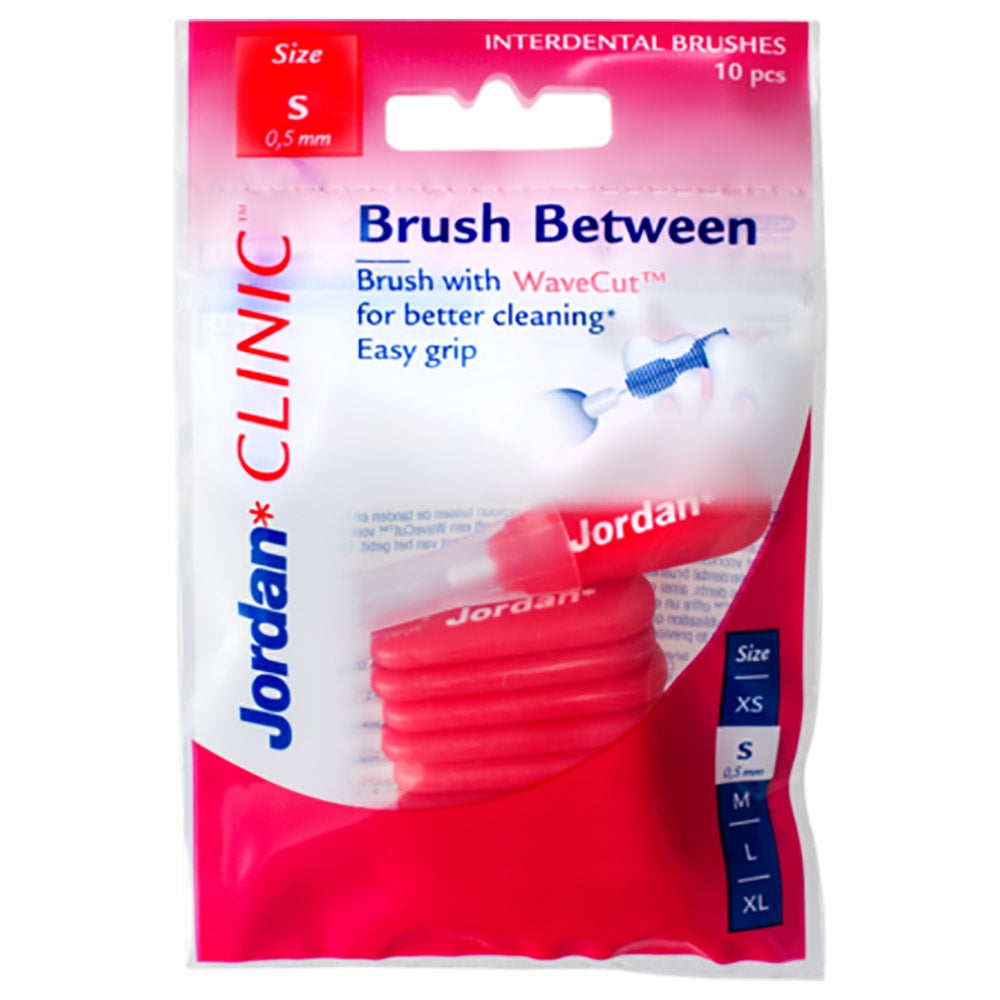 Size
S
0,5 mm
INTERDENTAL BRUSHES
10 pcs
Jordan* CLINIC™
Brush Between
Brush with WaveCut™
for better cleaning*
Easy grip
Jordan*
Jordan*
Size
XS
S
0,5 mm
M
L
XL